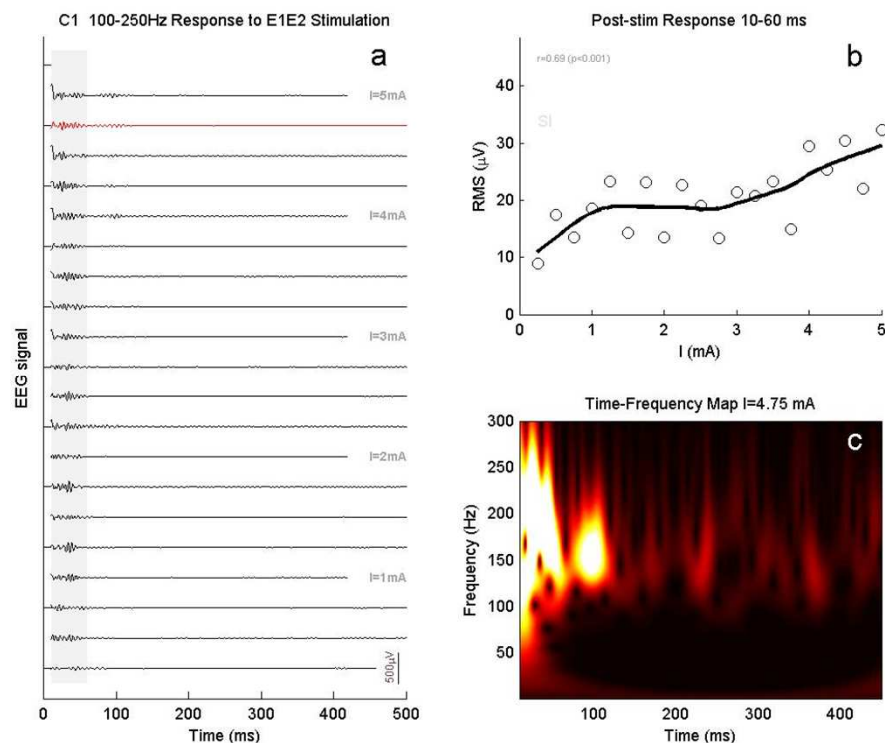 C1 100-250Hz Response to E1E2 Stimulation
a
I=5mA
I=4mA
I=3mA
I=2mA
I=1mA
500μV
EEG signal
0 100 200 300 400 500
Time (ms)
Post-stim Response 10-60 ms
b
r=0.69 (p<0.001)
SI
40
30
20
10
0
RMS (μV)
0 1 2 3 4 5
I (mA)
Time-Frequency Map I=4.75 mA
c
300
250
200
150
100
50
Frequency (Hz)
100 200 300 400
Time (ms)